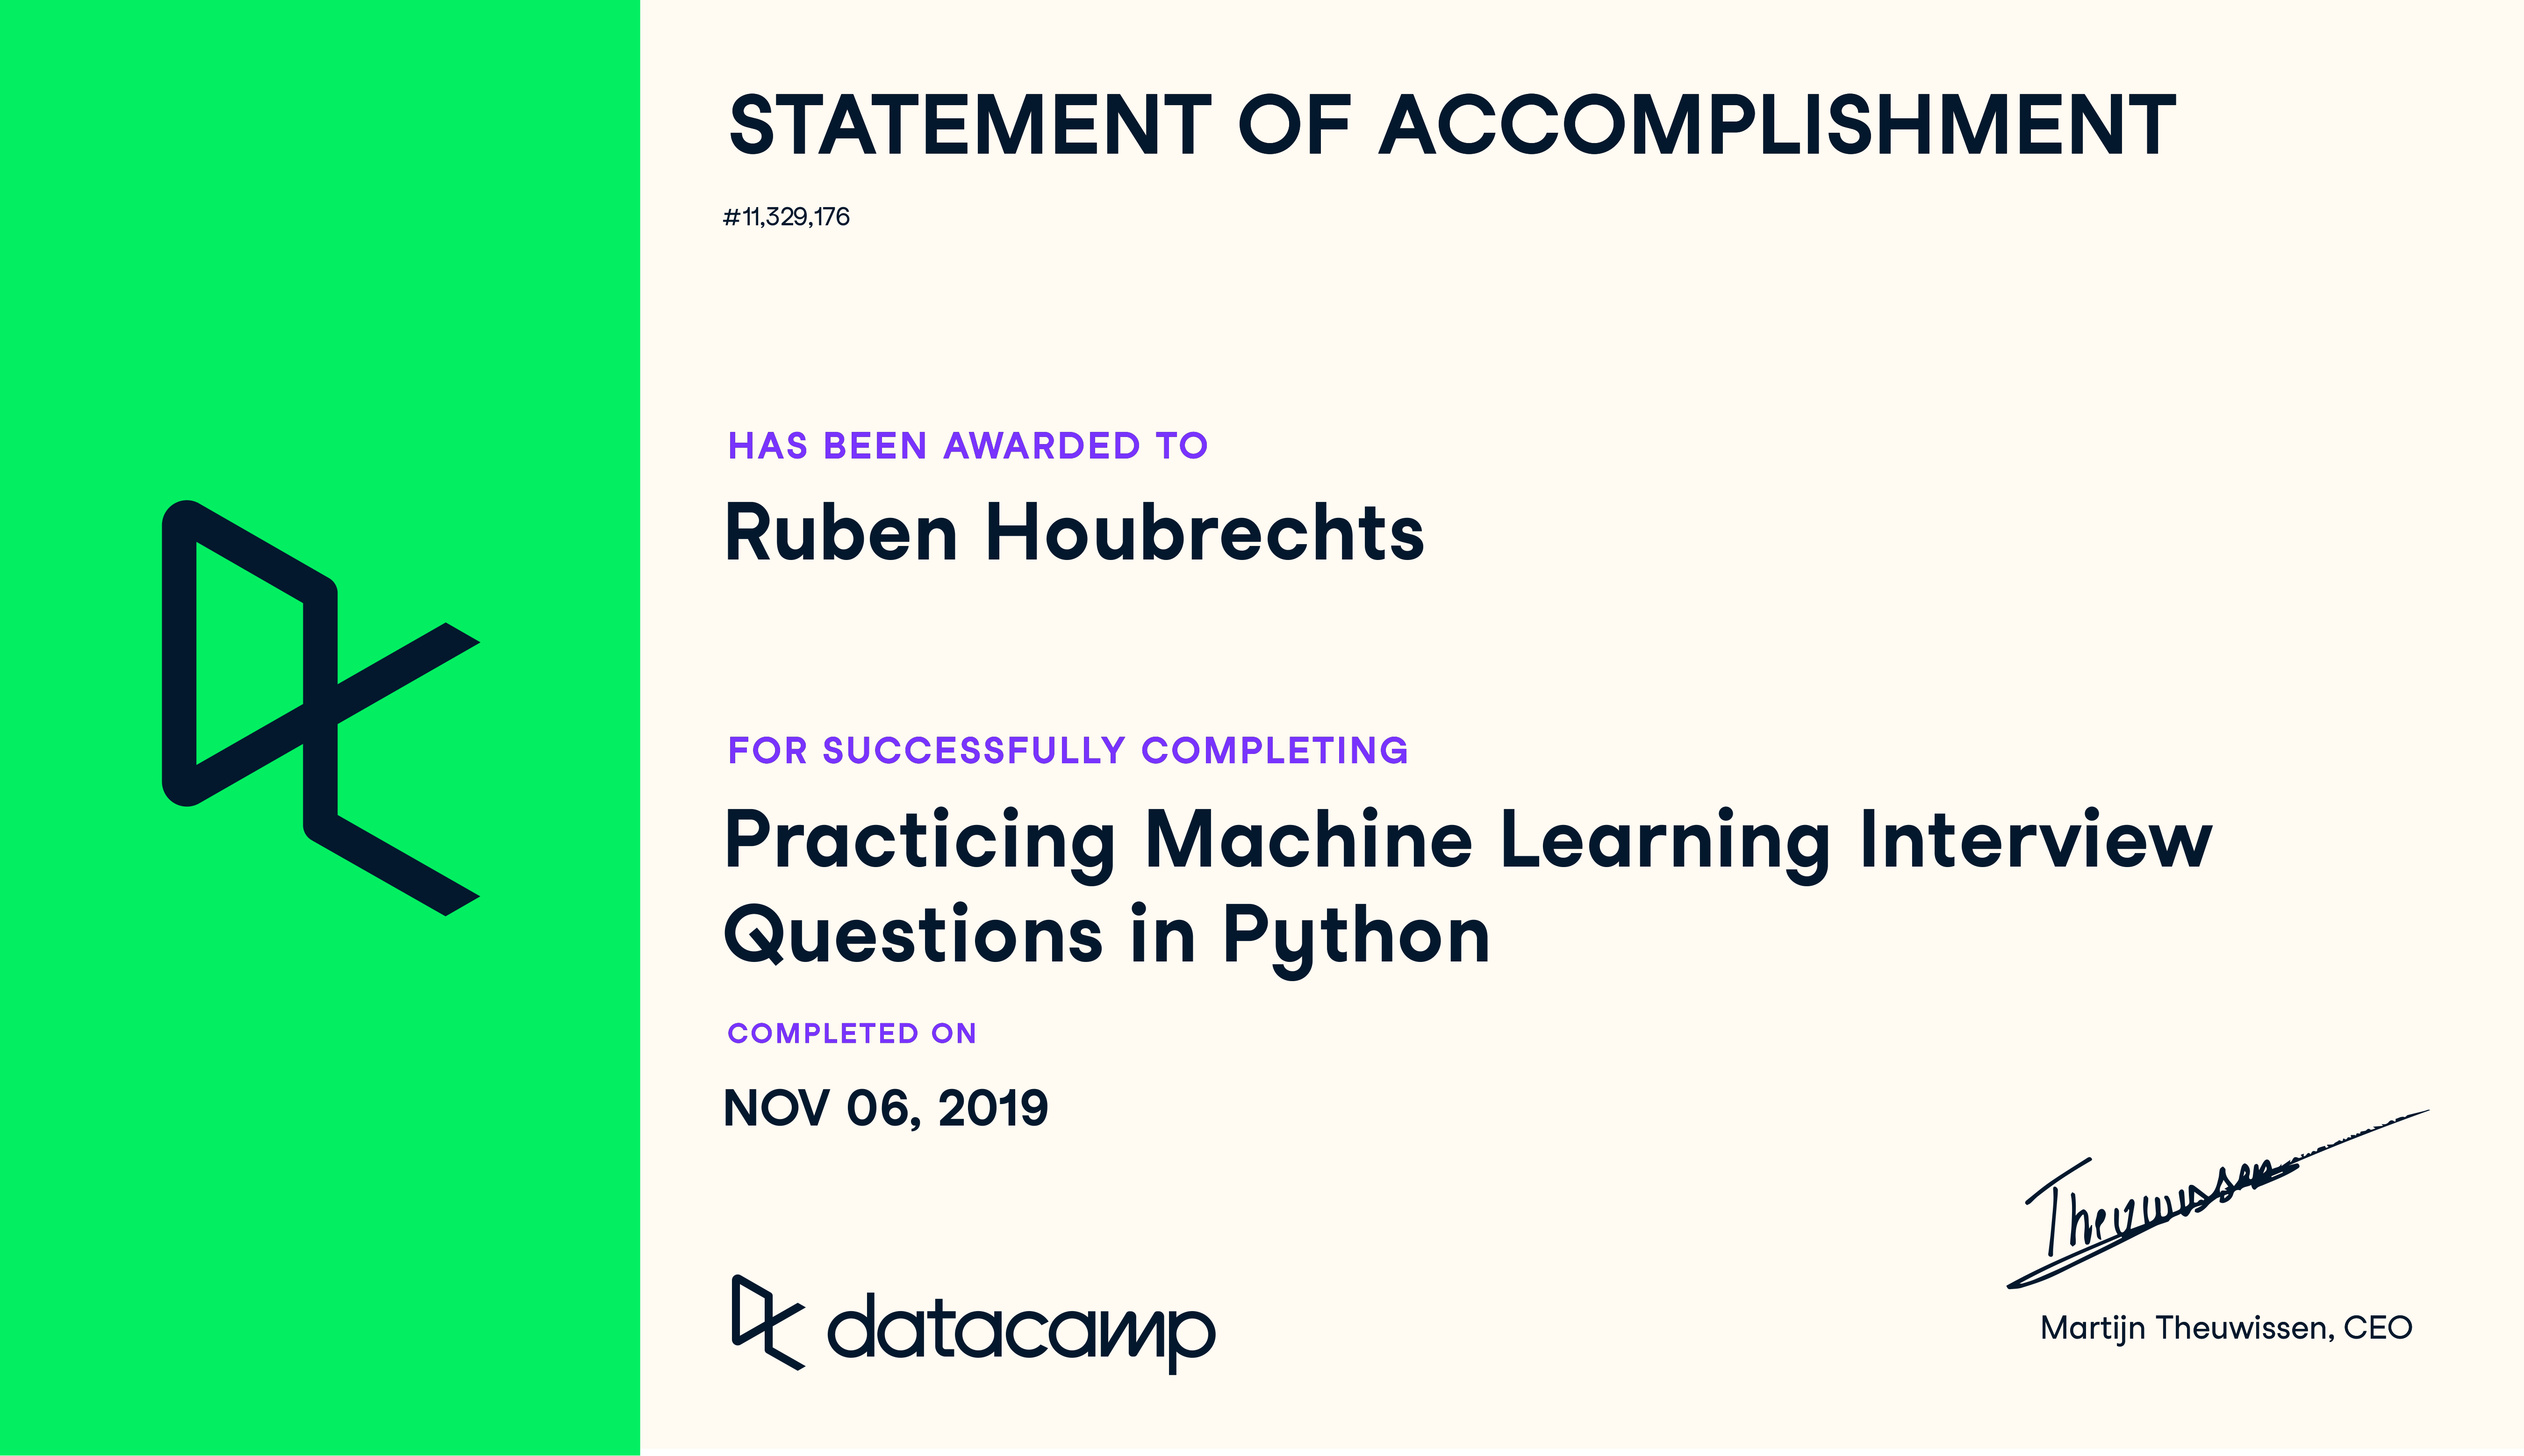 STATEMENT OF ACCOMPLISHMENT
#11,329,176
HAS BEEN AWARDED TO
Ruben Houbrechts
FOR SUCCESSFULLY COMPLETING
Practicing Machine Learning Interview
Questions in Python
COMPLETED ON
NOV 06, 2019
Theuwissen
datacamp
Martijn Theuwissen, CEO